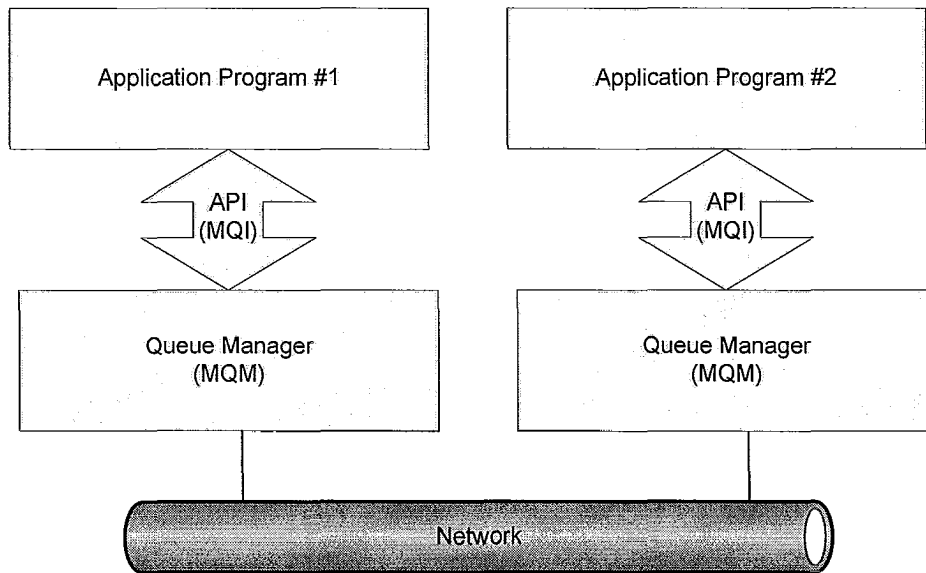 Application Program #1
Application Program #2
API
(MQI)
API
(MQI)
Queue Manager
(MQM)
Queue Manager
(MQM)
Network